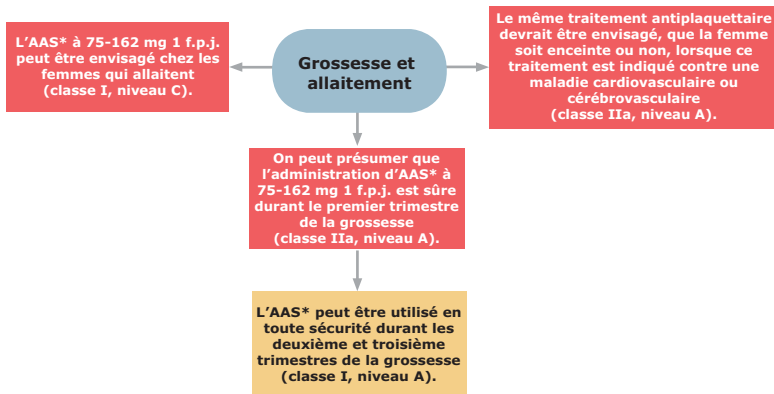 L'AAS* à 75-162 mg 1 f.p.j.
peut être envisagé chez les
femmes qui allaitent
(classe I, niveau C).
Grossesse et
allaitement
Le même traitement antiplaquettaire
devrait être envisagé, que la femme
soit enceinte ou non, lorsque ce
traitement est indiqué contre une
maladie cardiovasculaire ou
cérébrovasculaire
(classe IIa, niveau A).
On peut présumer que
l'administration d'AAS* à
75-162 mg 1 f.p.j. est sûre
durant le premier trimestre
de la grossesse
(classe IIa, niveau A).
L'AAS* peut être utilisé en
toute sécurité durant les
deuxième et troisième
trimestres de la grossesse
(classe I, niveau A).